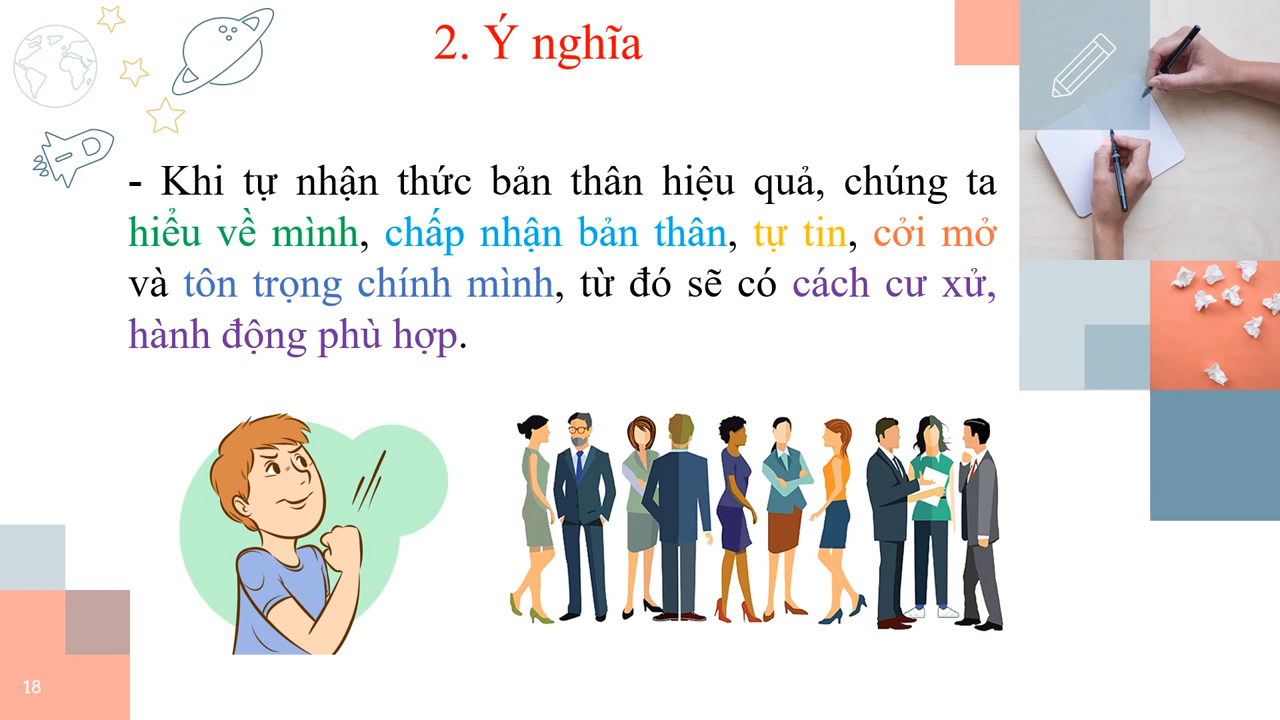 2. Ý nghĩa
- Khi tự nhận thức bản thân hiệu quả, chúng ta
hiểu về mình, chấp nhận bản thân, tự tin, cởi mở
và tôn trọng chính mình, từ đó sẽ có cách cư xử,
hành động phù hợp.
18